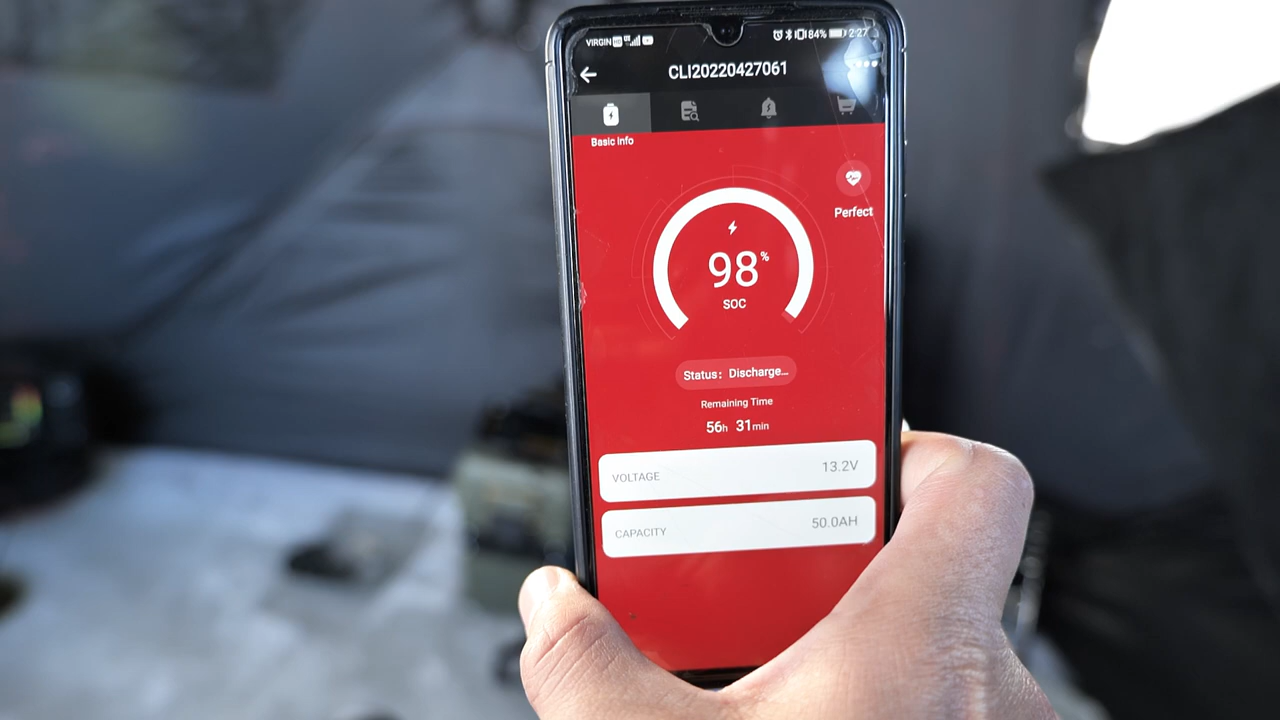 VIRGIN 84% 2:27
CLI20220427061
Basic info
Perfect
98%
SOC
Status: Discharge...
Remaining Time
56h 31min
VOLTAGE 13.2V
CAPACITY 50.0AH